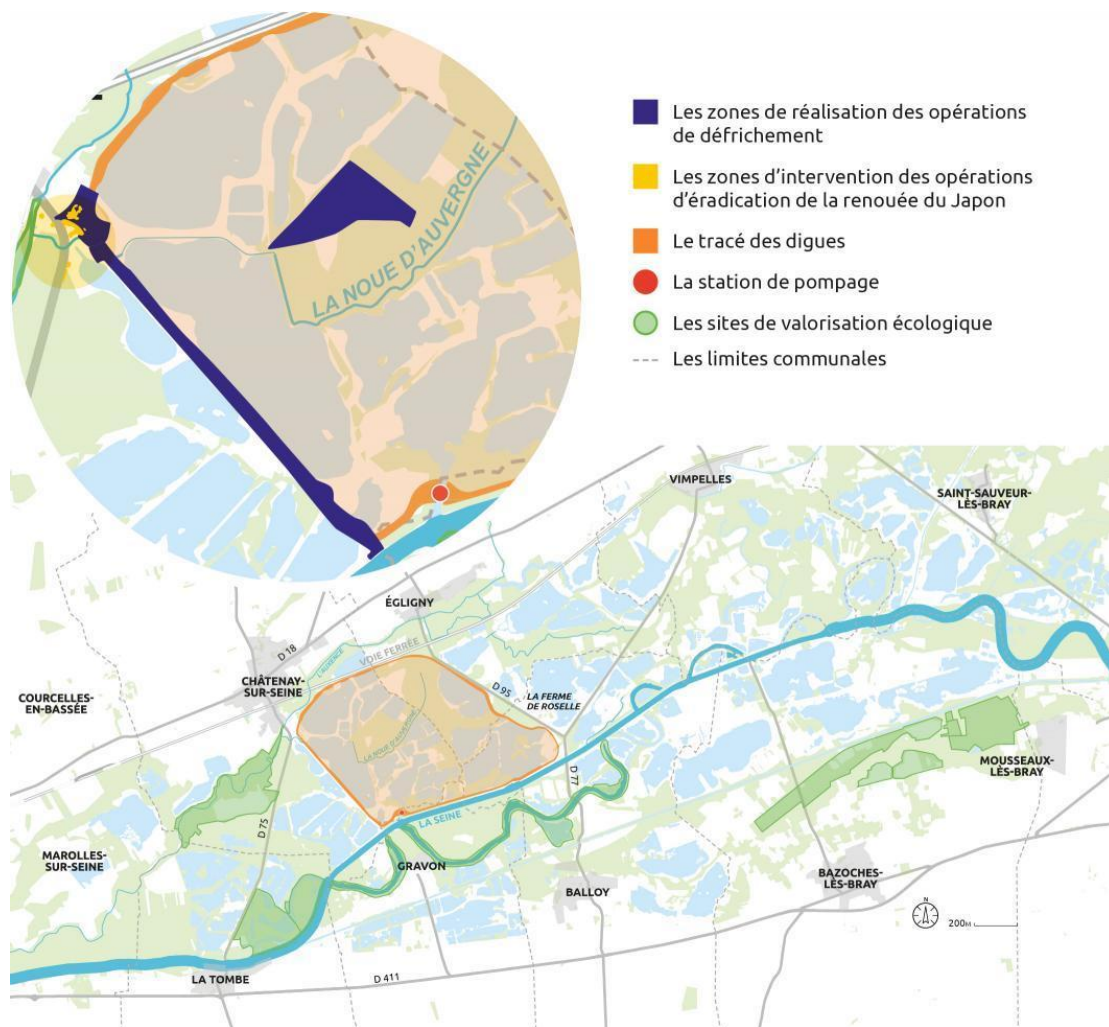 LA NOUE D'AUVERGNE
Les zones de réalisation des opérations
de défrichement
Les zones d'intervention des opérations
d'éradication de la renouée du Japon
Le tracé des digues
La station de pompage
Les sites de valorisation écologique
Les limites communales
VIMPELLES
SAINT-SAUVEUR-
LÈS-BRAY
ÉGLIGNY
D 18
VOIE FERRÉE
L'AUXENCE
CHÂTENAY-
SUR-SEINE
COURCELLES-
EN-BASSÉE
D 95
LA FERME
DE ROSELLE
LA NOUE D'AUVERGNE
MOUSSEAUX-
LÈS-BRAY
D 77
LA SEINE
D 75
MAROLLES-
SUR-SEINE
GRAVON
BALLOY
BAZOCHES-
LÈS-BRAY
N
200M
LA TOMBE
D 411